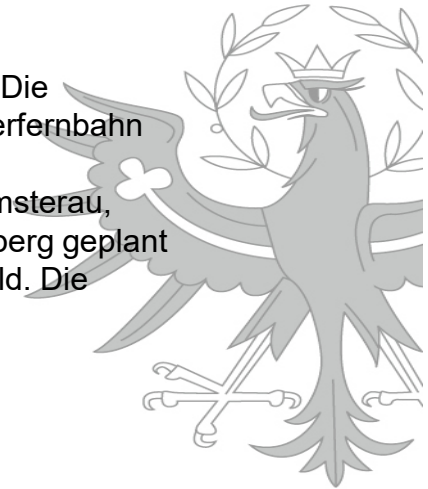 Die
erfernbahn
msterau,
berg geplant
ld. Die